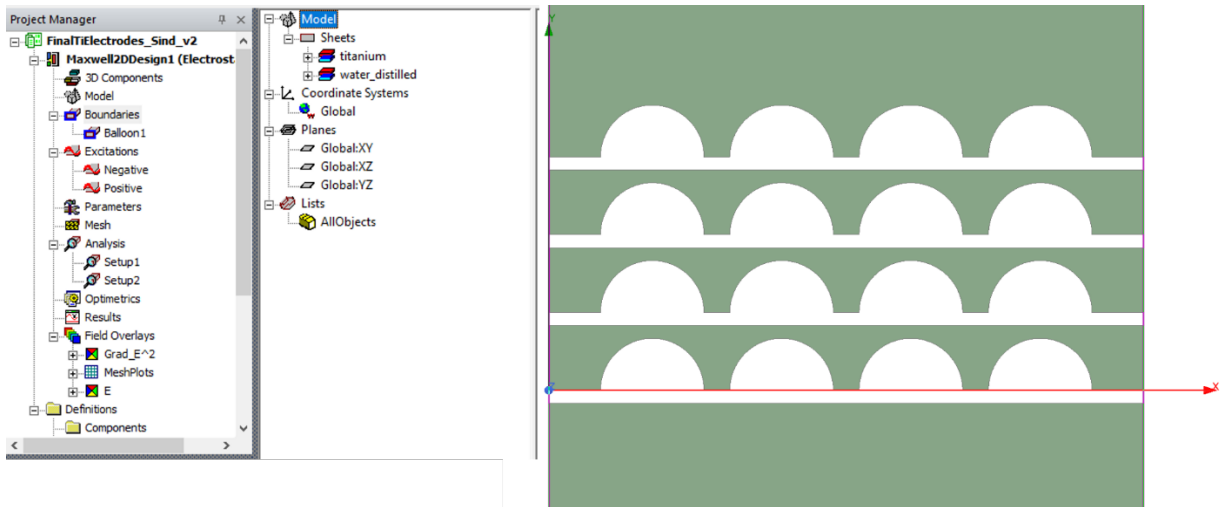 Project Manager
FinalTiElectrodes_Sind_v2
Maxwell2DDesign1 (Electrost
3D Components
Model
Boundaries
Balloon1
Excitations
Negative
Positive
Parameters
Mesh
Analysis
Setup1
Setup2
Optimetrics
Results
Field Overlays
Grad_E^2
MeshPlots
E
Definitions
Components
Model
Sheets
titanium
water_distilled
Coordinate Systems
Global
Planes
Global:XY
Global:XZ
Global:YZ
Lists
AllObjects
Y
Z
X